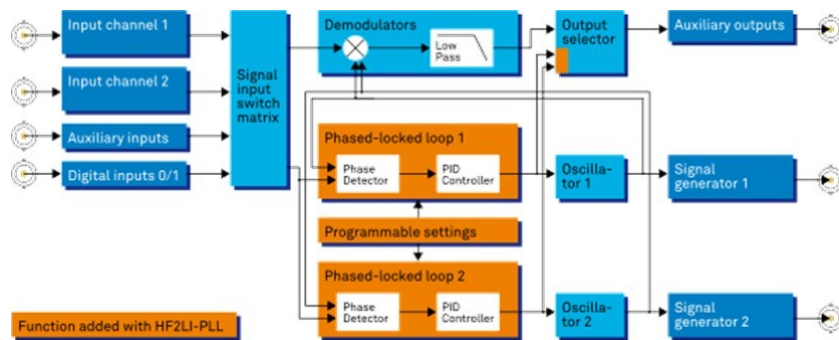 Input channel 1
Input channel 2
Auxiliary inputs
Digital inputs 0/1
Signal
input
switch
matrix
Demodulators
Low
Pass
Output
selector
Auxiliary outputs
Phased-locked loop 1
Phase
Detector
PID
Controller
Oscilla-
tor 1
Signal
generator 1
Programmable settings
Phased-locked loop 2
Phase
Detector
PID
Controller
Oscilla-
tor 2
Signal
generator 2
Function added with HF2LI-PLL